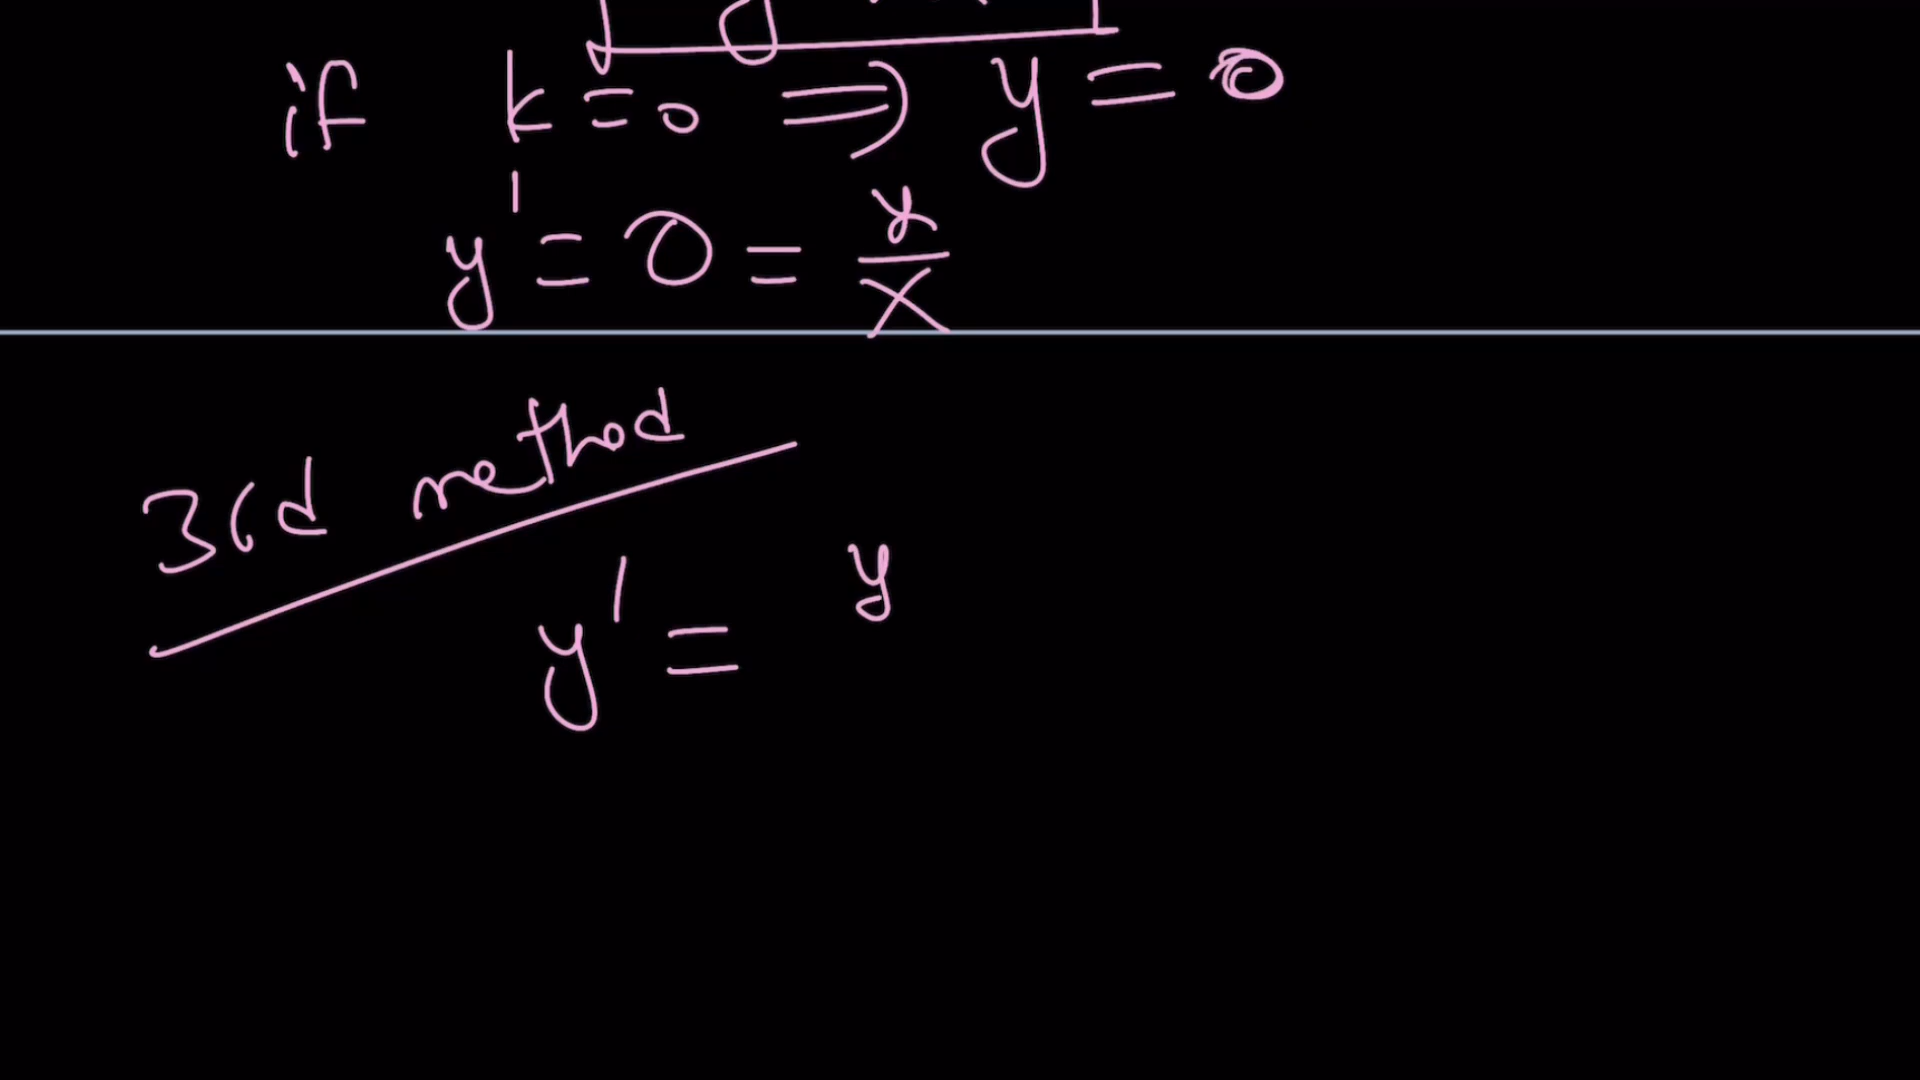 if k = 0 ⇒ y = 0
y' = 0 = y/x
3rd method
y' = y